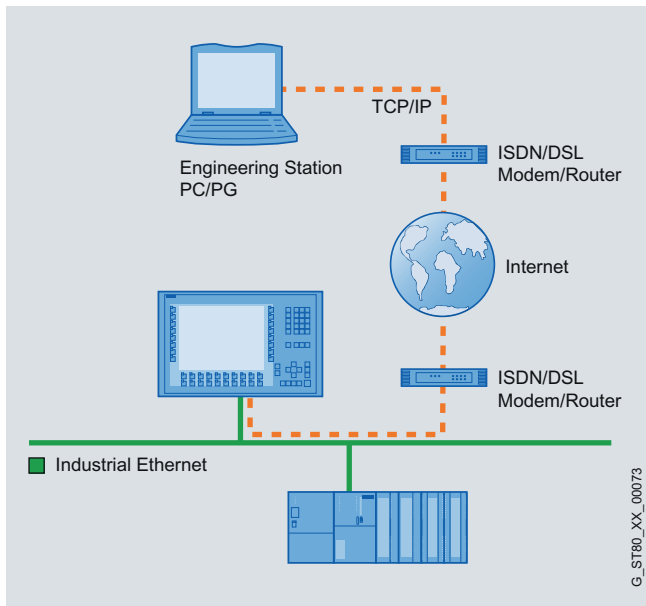 TCP/IP
ISDN/DSL
Modem/Router
Engineering Station
PC/PG
Internet
ISDN/DSL
Modem/Router
Industrial Ethernet
G_ST80_XX_00073